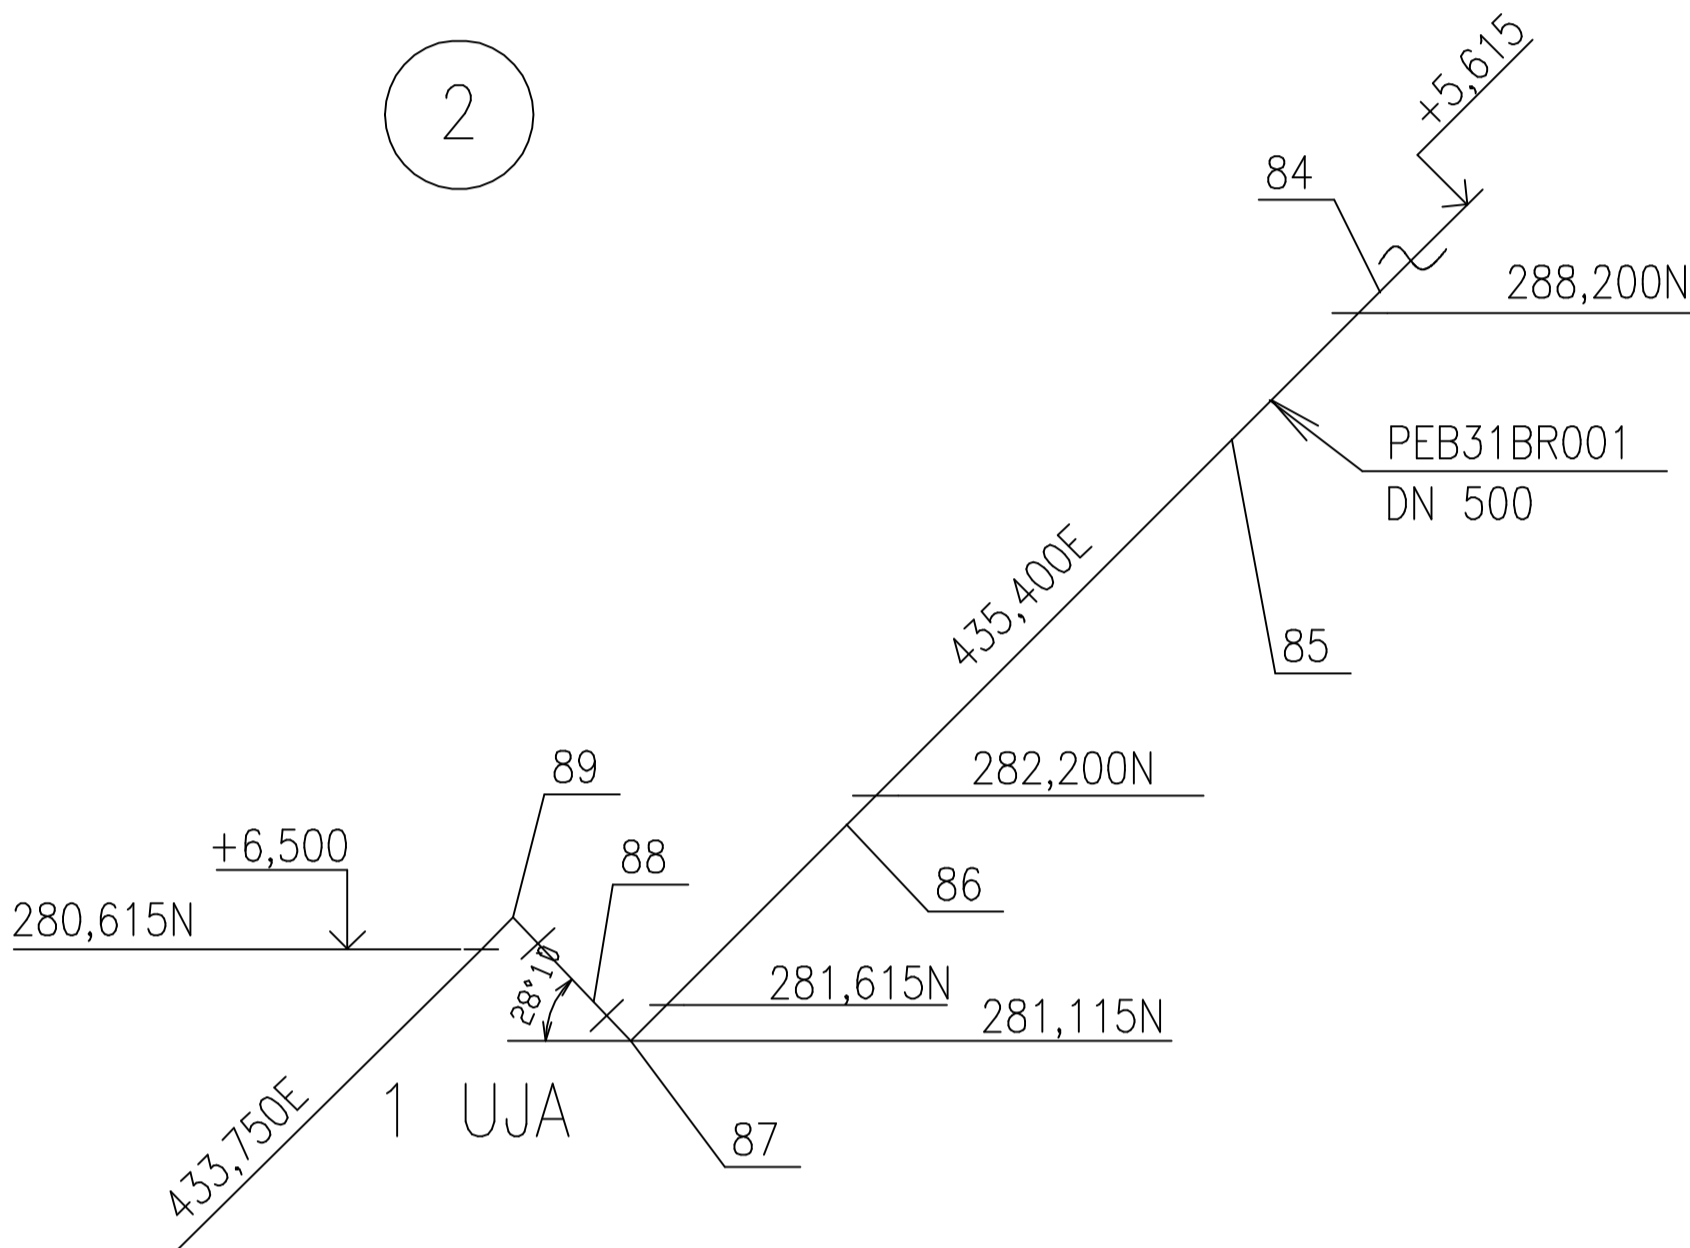 2
+5,615
84
288,200N
PEB31BR001
DN 500
435,400E
85
89
282,200N
+6,500
88
86
280,615N
281,615N
28°10
281,115N
1 UJA
433,750E
87